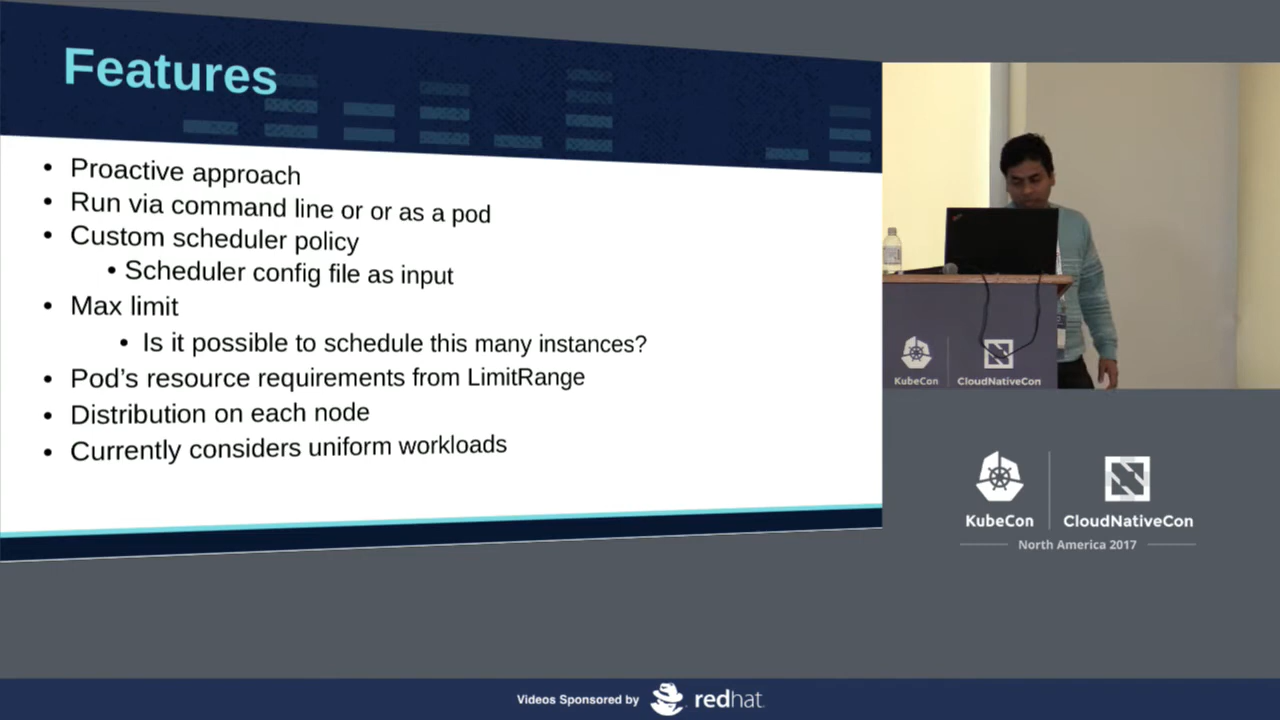 Features
• Proactive approach
• Run via command line or or as a pod
• Custom scheduler policy
• Scheduler config file as input
• Max limit
• Is it possible to schedule this many instances?
• Pod’s resource requirements from LimitRange
• Distribution on each node
• Currently considers uniform workloads
KubeCon CloudNativeCon
KubeCon CloudNativeCon
North America 2017
Videos Sponsored by redhat